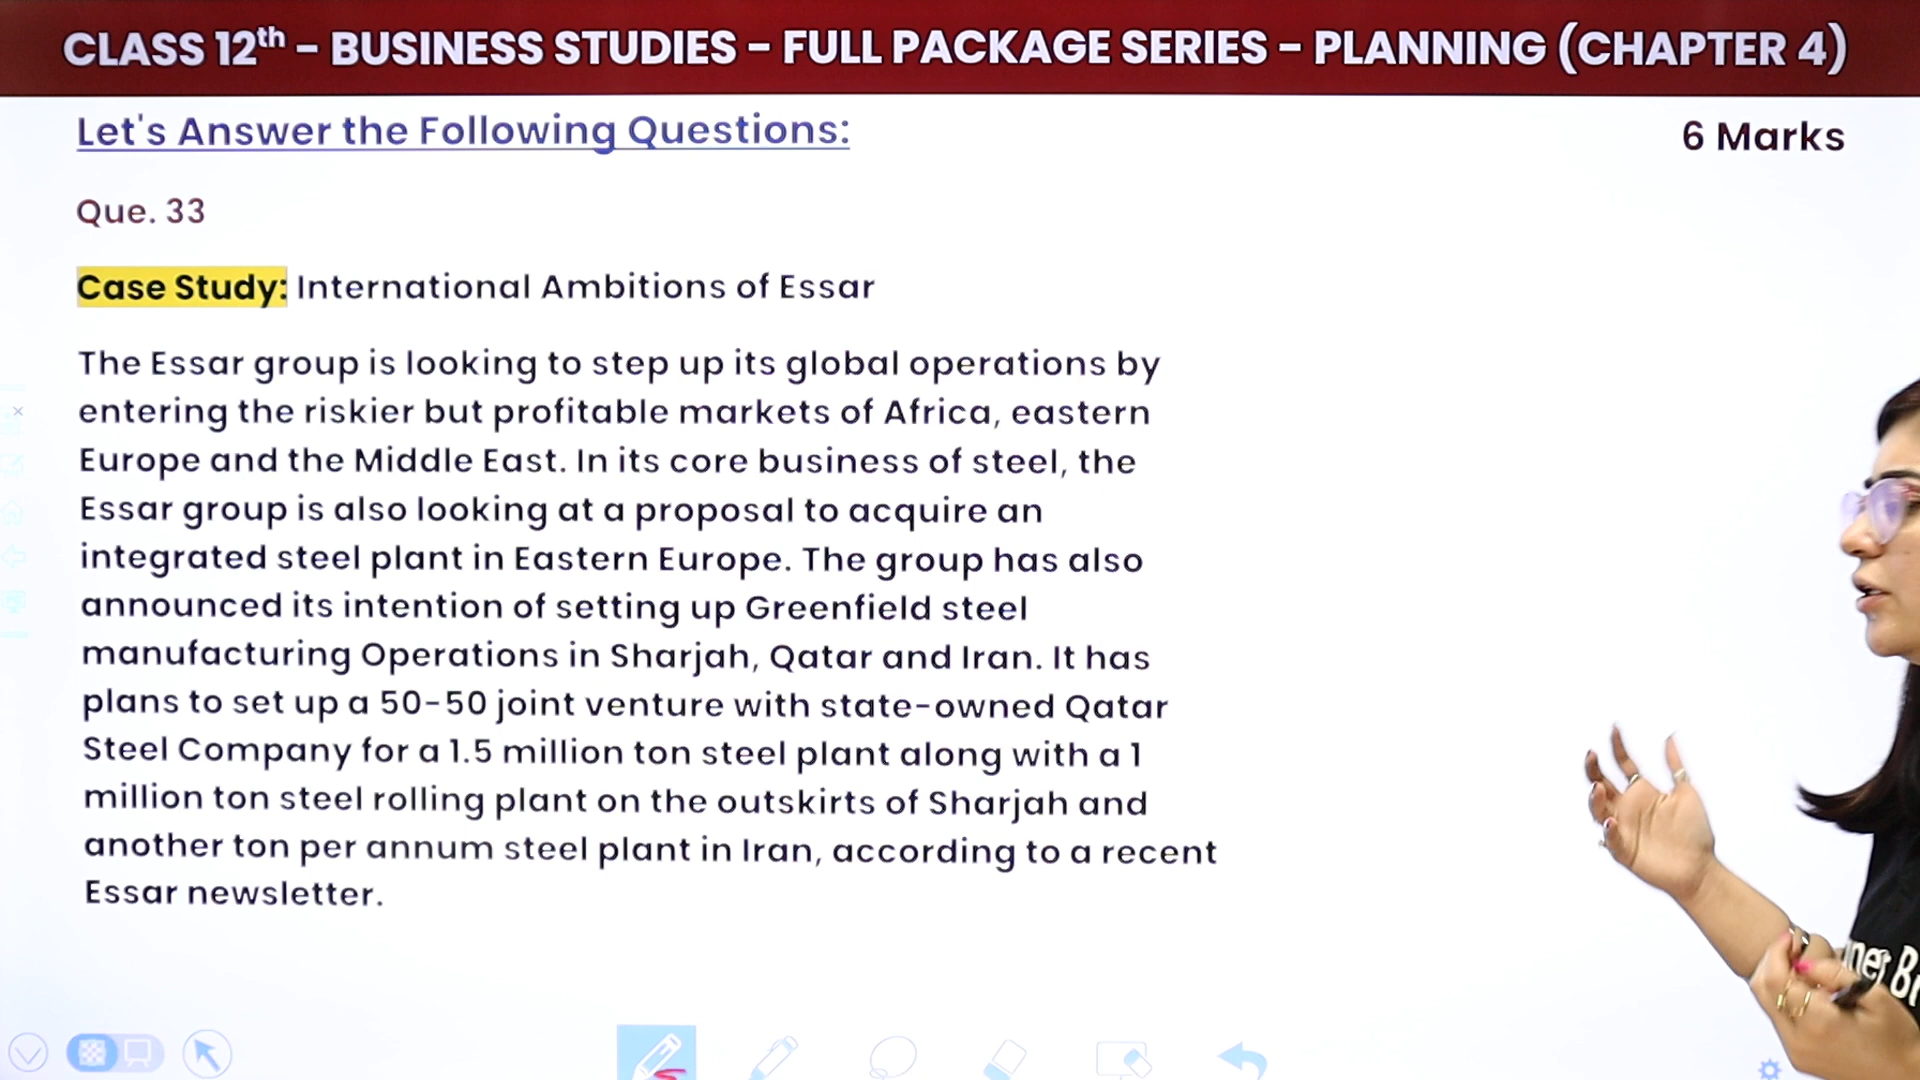 CLASS 12th – BUSINESS STUDIES – FULL PACKAGE SERIES – PLANNING (CHAPTER 4)
Let's Answer the Following Questions:
6 Marks
Que. 33
Case Study: International Ambitions of Essar
The Essar group is looking to step up its global operations by
entering the riskier but profitable markets of Africa, eastern
Europe and the Middle East. In its core business of steel, the
Essar group is also looking at a proposal to acquire an
integrated steel plant in Eastern Europe. The group has also
announced its intention of setting up Greenfield steel
manufacturing Operations in Sharjah, Qatar and Iran. It has
plans to set up a 50-50 joint venture with state-owned Qatar
Steel Company for a 1.5 million ton steel plant along with a 1
million ton steel rolling plant on the outskirts of Sharjah and
another ton per annum steel plant in Iran, according to a recent
Essar newsletter.